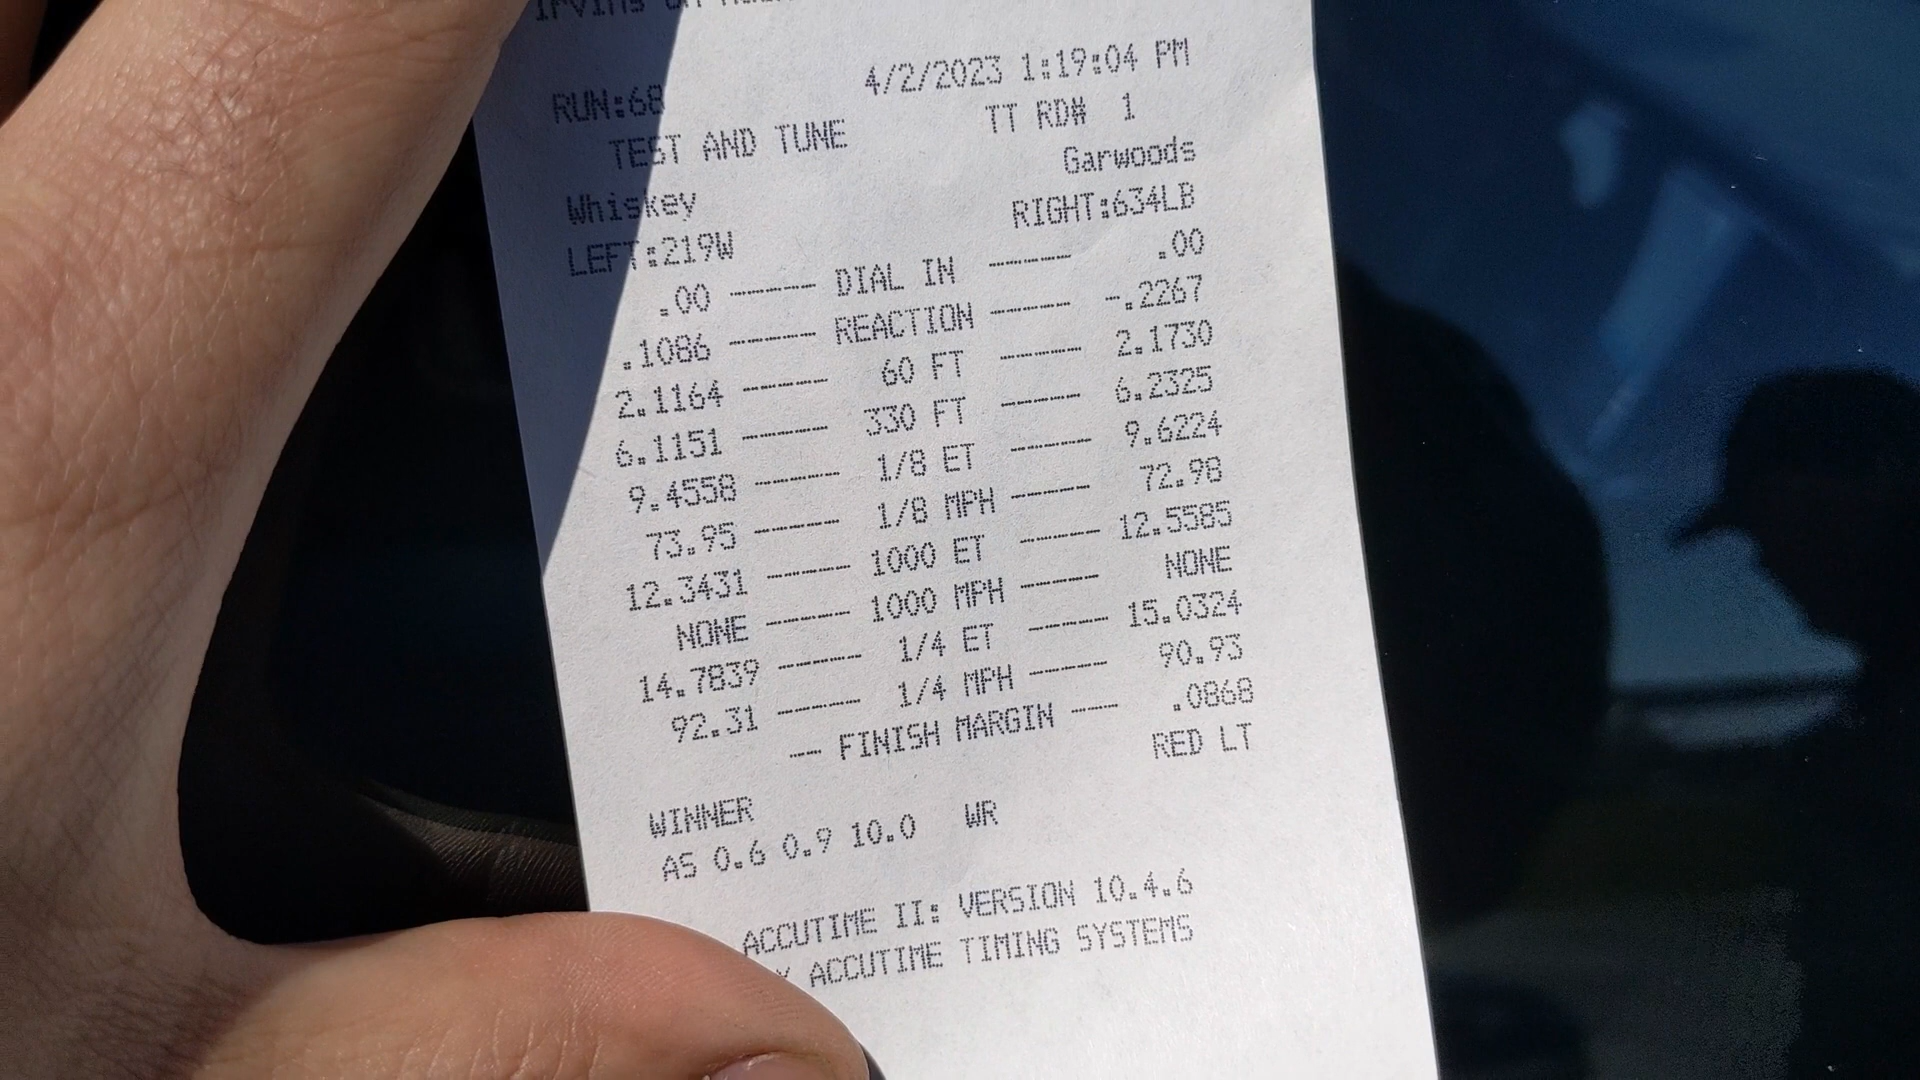 Irvins on
RUN:68 4/2/2023 1:19:04 PM
TEST AND TUNE TT RD# 1
Whiskey Garwoods
LEFT:219W RIGHT:634LB
.00 ------ DIAL IN ------ .00
.1086 ------ REACTION ------ -.2267
2.1164 ------ 60 FT ------ 2.1730
6.1151 ------ 330 FT ------ 6.2325
9.4558 ------ 1/8 ET ------ 9.6224
73.95 ------ 1/8 MPH ------ 72.98
12.3431 ------ 1000 ET ------ 12.5585
NONE ------ 1000 MPH ------ NONE
14.7839 ------ 1/4 ET ------ 15.0324
92.31 ------ 1/4 MPH ------ 90.93
-- FINISH MARGIN --- .0868
WINNER RED LT
AS 0.6 0.9 10.0 WR
ACCUTIME II: VERSION 10.4.6
Y ACCUTIME TIMING SYSTEMS